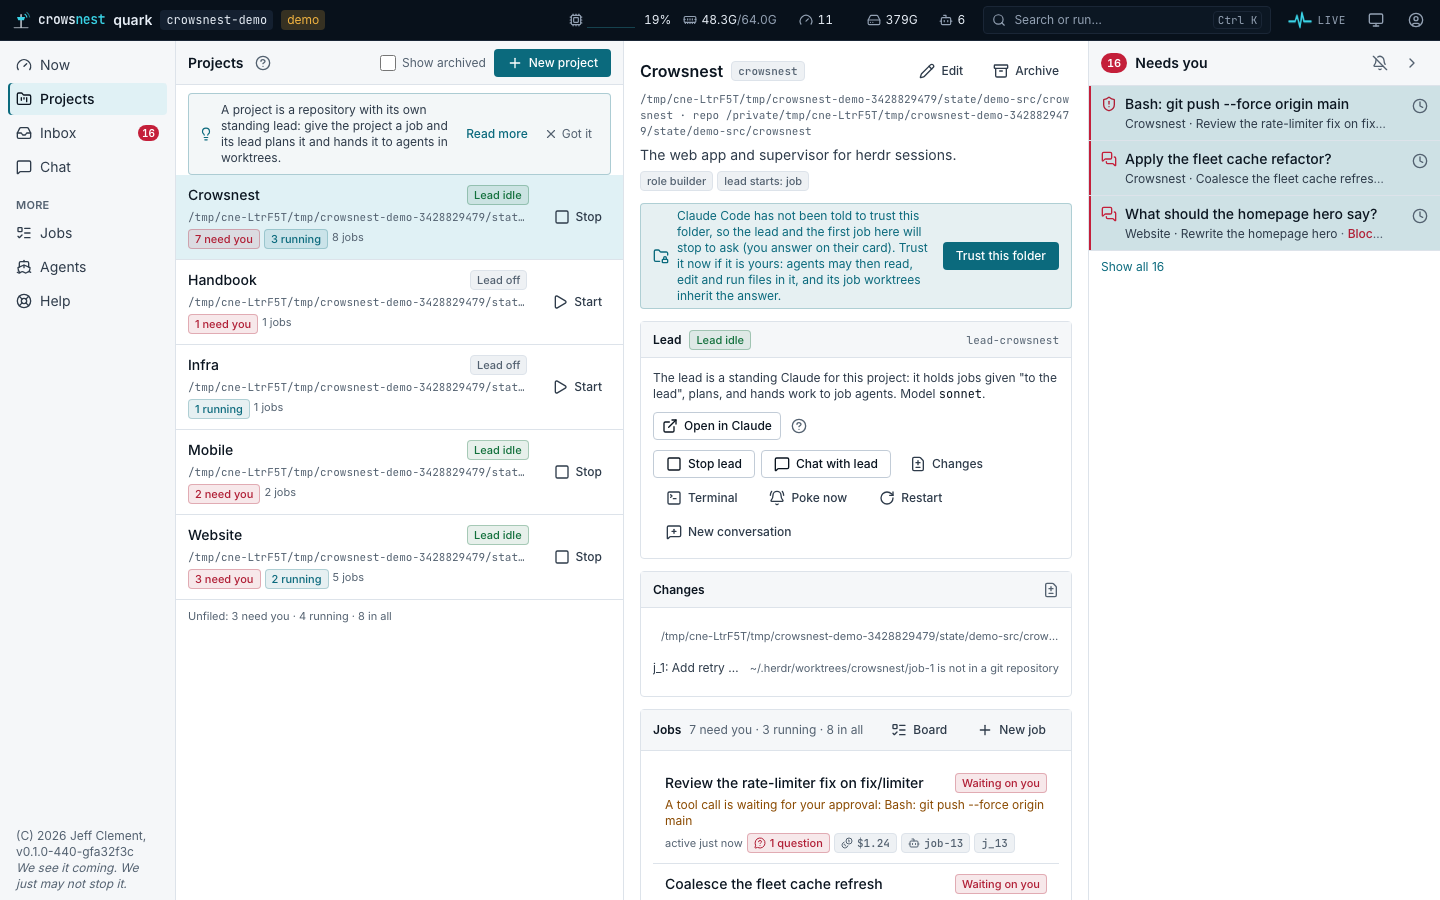 crowsnest quark crowsnest-demo demo
19% 48.3G/64.0G 11 379G 6
Search or run... Ctrl K
LIVE
Now
Projects
Inbox 16
Chat
MORE
Jobs
Agents
Help
(C) 2026 Jeff Clement,
v0.1.0-440-gfa32f3c
We see it coming. We
just may not stop it.
Projects Show archived New project
A project is a repository with its own
standing lead: give the project a job and
its lead plans it and hands it to agents in
worktrees.
Read more Got it
Crowsnest Lead idle
/tmp/cne-LtrF5T/tmp/crowsnest-demo-3428829479/stat… Stop
7 need you 3 running 8 jobs
Handbook Lead off
/tmp/cne-LtrF5T/tmp/crowsnest-demo-3428829479/stat… Start
1 need you 1 jobs
Infra Lead off
/tmp/cne-LtrF5T/tmp/crowsnest-demo-3428829479/stat… Start
1 running 1 jobs
Mobile Lead idle
/tmp/cne-LtrF5T/tmp/crowsnest-demo-3428829479/stat… Stop
2 need you 2 jobs
Website Lead idle
/tmp/cne-LtrF5T/tmp/crowsnest-demo-3428829479/stat… Stop
3 need you 2 running 5 jobs
Unfiled: 3 need you · 4 running · 8 in all
Crowsnest crowsnest Edit Archive
/tmp/cne-LtrF5T/tmp/crowsnest-demo-3428829479/state/demo-src/crow
snest · repo /private/tmp/cne-LtrF5T/tmp/crowsnest-demo-342882947
9/state/demo-src/crowsnest
The web app and supervisor for herdr sessions.
role builder lead starts: job
Claude Code has not been told to trust this
folder, so the lead and the first job here will
stop to ask (you answer on their card). Trust
it now if it is yours: agents may then read,
edit and run files in it, and its job worktrees
inherit the answer.
Trust this folder
Lead Lead idle lead-crowsnest
The lead is a standing Claude for this project: it holds jobs given "to the
lead", plans, and hands work to job agents. Model sonnet.
Open in Claude
Stop lead Chat with lead Changes
Terminal Poke now Restart
New conversation
Changes
/tmp/cne-LtrF5T/tmp/crowsnest-demo-3428829479/state/demo-src/crow…
j_1: Add retry … ~/.herdr/worktrees/crowsnest/job-1 is not in a git repository
Jobs 7 need you · 3 running · 8 in all Board New job
Review the rate-limiter fix on fix/limiter Waiting on you
A tool call is waiting for your approval: Bash: git push --force origin
main
active just now 1 question $1.24 job-13 j_13
Coalesce the fleet cache refresh Waiting on you
16 Needs you
Bash: git push --force origin main
Crowsnest · Review the rate-limiter fix on fix…
Apply the fleet cache refactor?
Crowsnest · Coalesce the fleet cache refres…
What should the homepage hero say?
Website · Rewrite the homepage hero · Bloc…
Show all 16